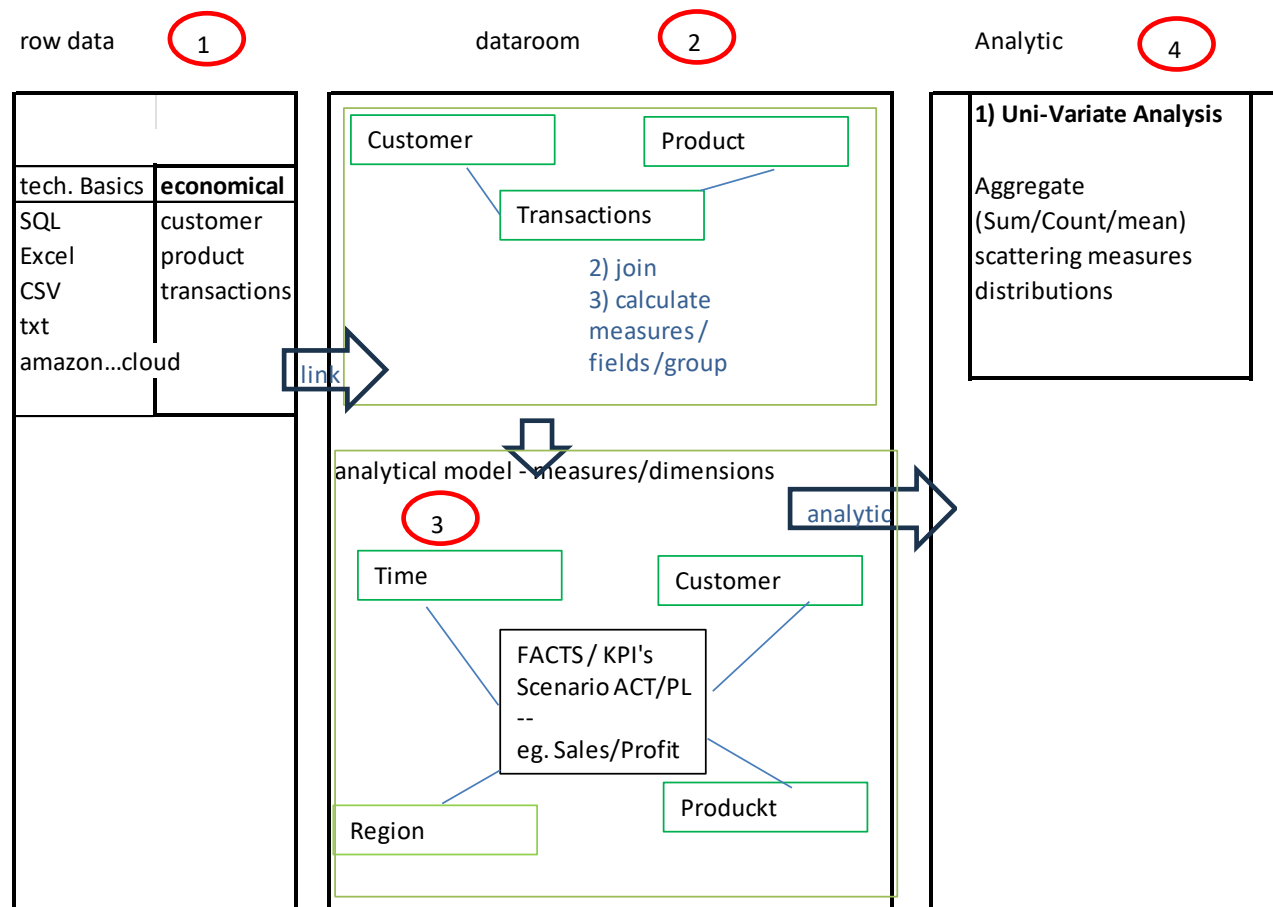 row data
1
dataroom
2
Analytic
4
tech. Basics
economical
SQL
customer
Excel
product
CSV
transactions
txt
amazon...cloud
link
Customer
Product
Transactions
2) join
3) calculate
measures /
fields /group
analytical model - measures/dimensions
3
analytic
Time
Customer
FACTS / KPI's
Scenario ACT/PL
--
eg. Sales/Profit
Region
Produckt
1) Uni-Variate Analysis
Aggregate
(Sum/Count/mean)
scattering measures
distributions